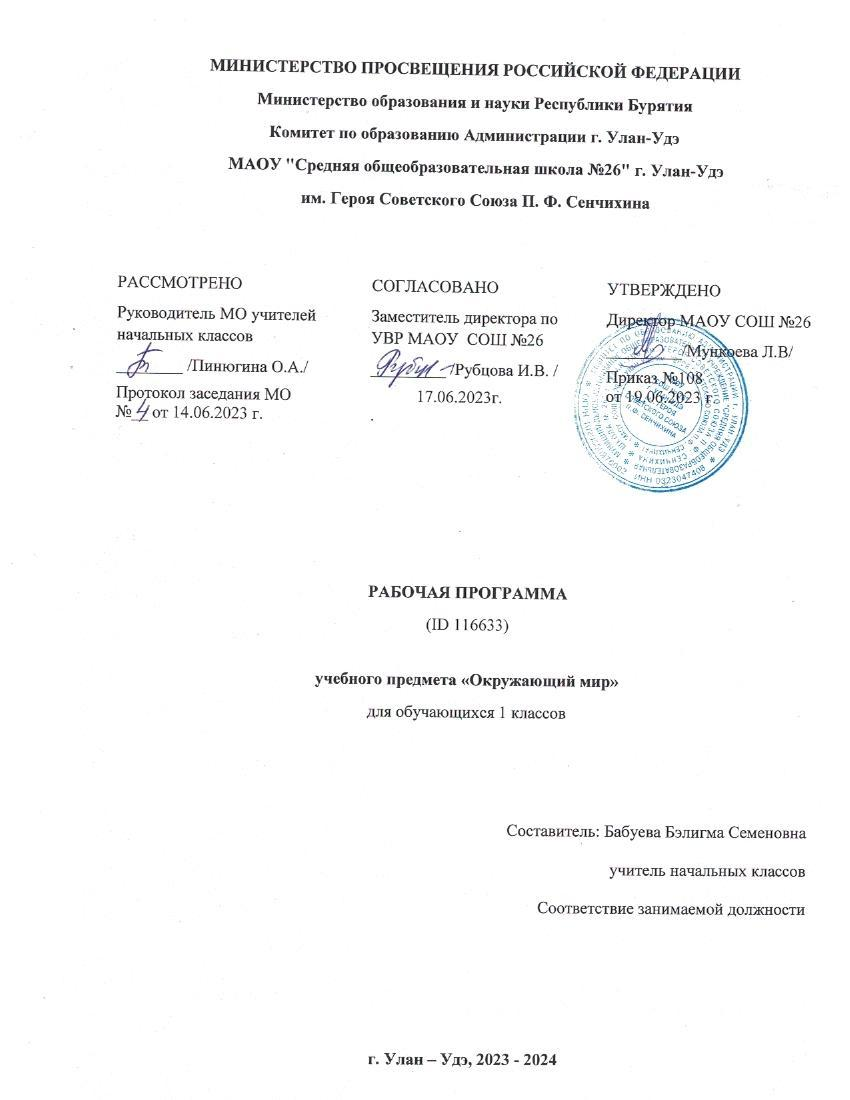 МИНИСТЕРСТВО ПРОСВЕЩЕНИЯ РОССИЙСКОЙ ФЕДЕРАЦИИ
Министерство образования и науки Республики Бурятия
Комитет по образованию Администрации г. Улан-Удэ
МАОУ "Средняя общеобразовательная школа №26" г. Улан-Удэ
им. Героя Советского Союза П. Ф. Сенчихина
РАССМОТРЕНО
Руководитель МО учителей
начальных классов
/Пинюгина О.А./
Протокол заседания МО
№ 4 от 14.06.2023 г.
СОГЛАСОВАНО
Заместитель директора по
УВР МАОУ СОШ №26
/Рубцова И.В. /
17.06.2023г.
УТВЕРЖДЕНО
Директор МАОУ СОШ №26
/Мункоева Л.В/
Приказ №108
от 19.06.2023 г
ИНН 0323047408
РАБОЧАЯ ПРОГРАММА
(ID 116633)
учебного предмета «Окружающий мир»
для обучающихся 1 классов
Составитель: Бабуева Бэлигма Семеновна
учитель начальных классов
Соответствие занимаемой должности
г. Улан – Удэ, 2023 - 2024